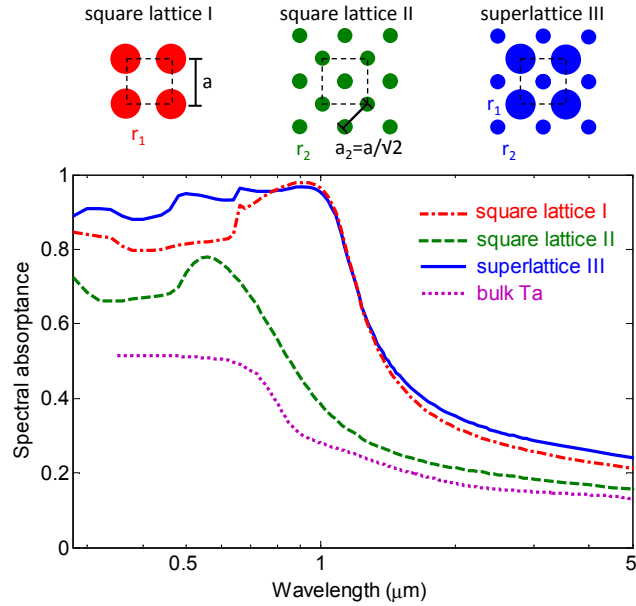 square lattice I
square lattice II
superlattice III
a
r₁
r₂
a₂=a/√2
r₁
r₂
1
0.8
0.6
0.4
0.2
0
Spectral absorptance
square lattice I
square lattice II
superlattice III
bulk Ta
0.5
1
5
Wavelength (μm)